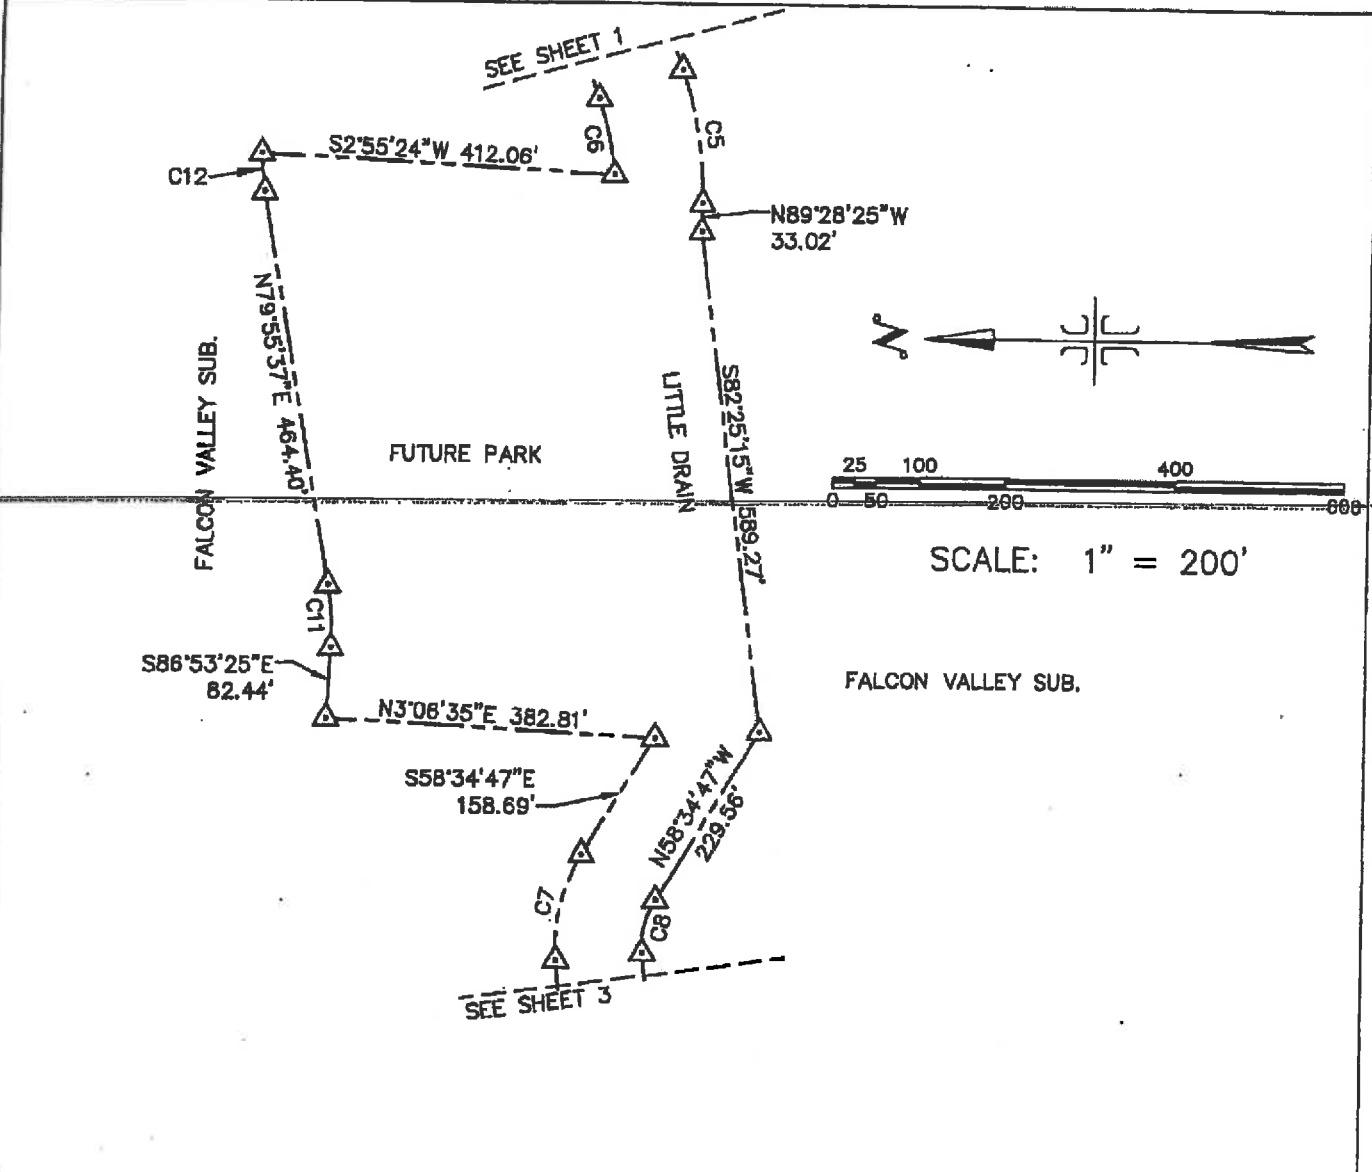 SEE SHEET 1
C6
C5
S2°55'24"W 412.06'
C12
N89°28'25"W
33.02'
N79°55'37"E 464.40'
FALCON VALLEY SUB.
N
S82°25'15"W 589.27'
LITTLE DRAIN
FUTURE PARK
25 100 400
0 50 200 600
SCALE: 1" = 200'
C11
S86°53'25"E
82.44'
FALCON VALLEY SUB.
N3°06'35"E 382.81'
S58°34'47"E
158.69'
N58°34'47"W
229.56'
C7
C8
SEE SHEET 3